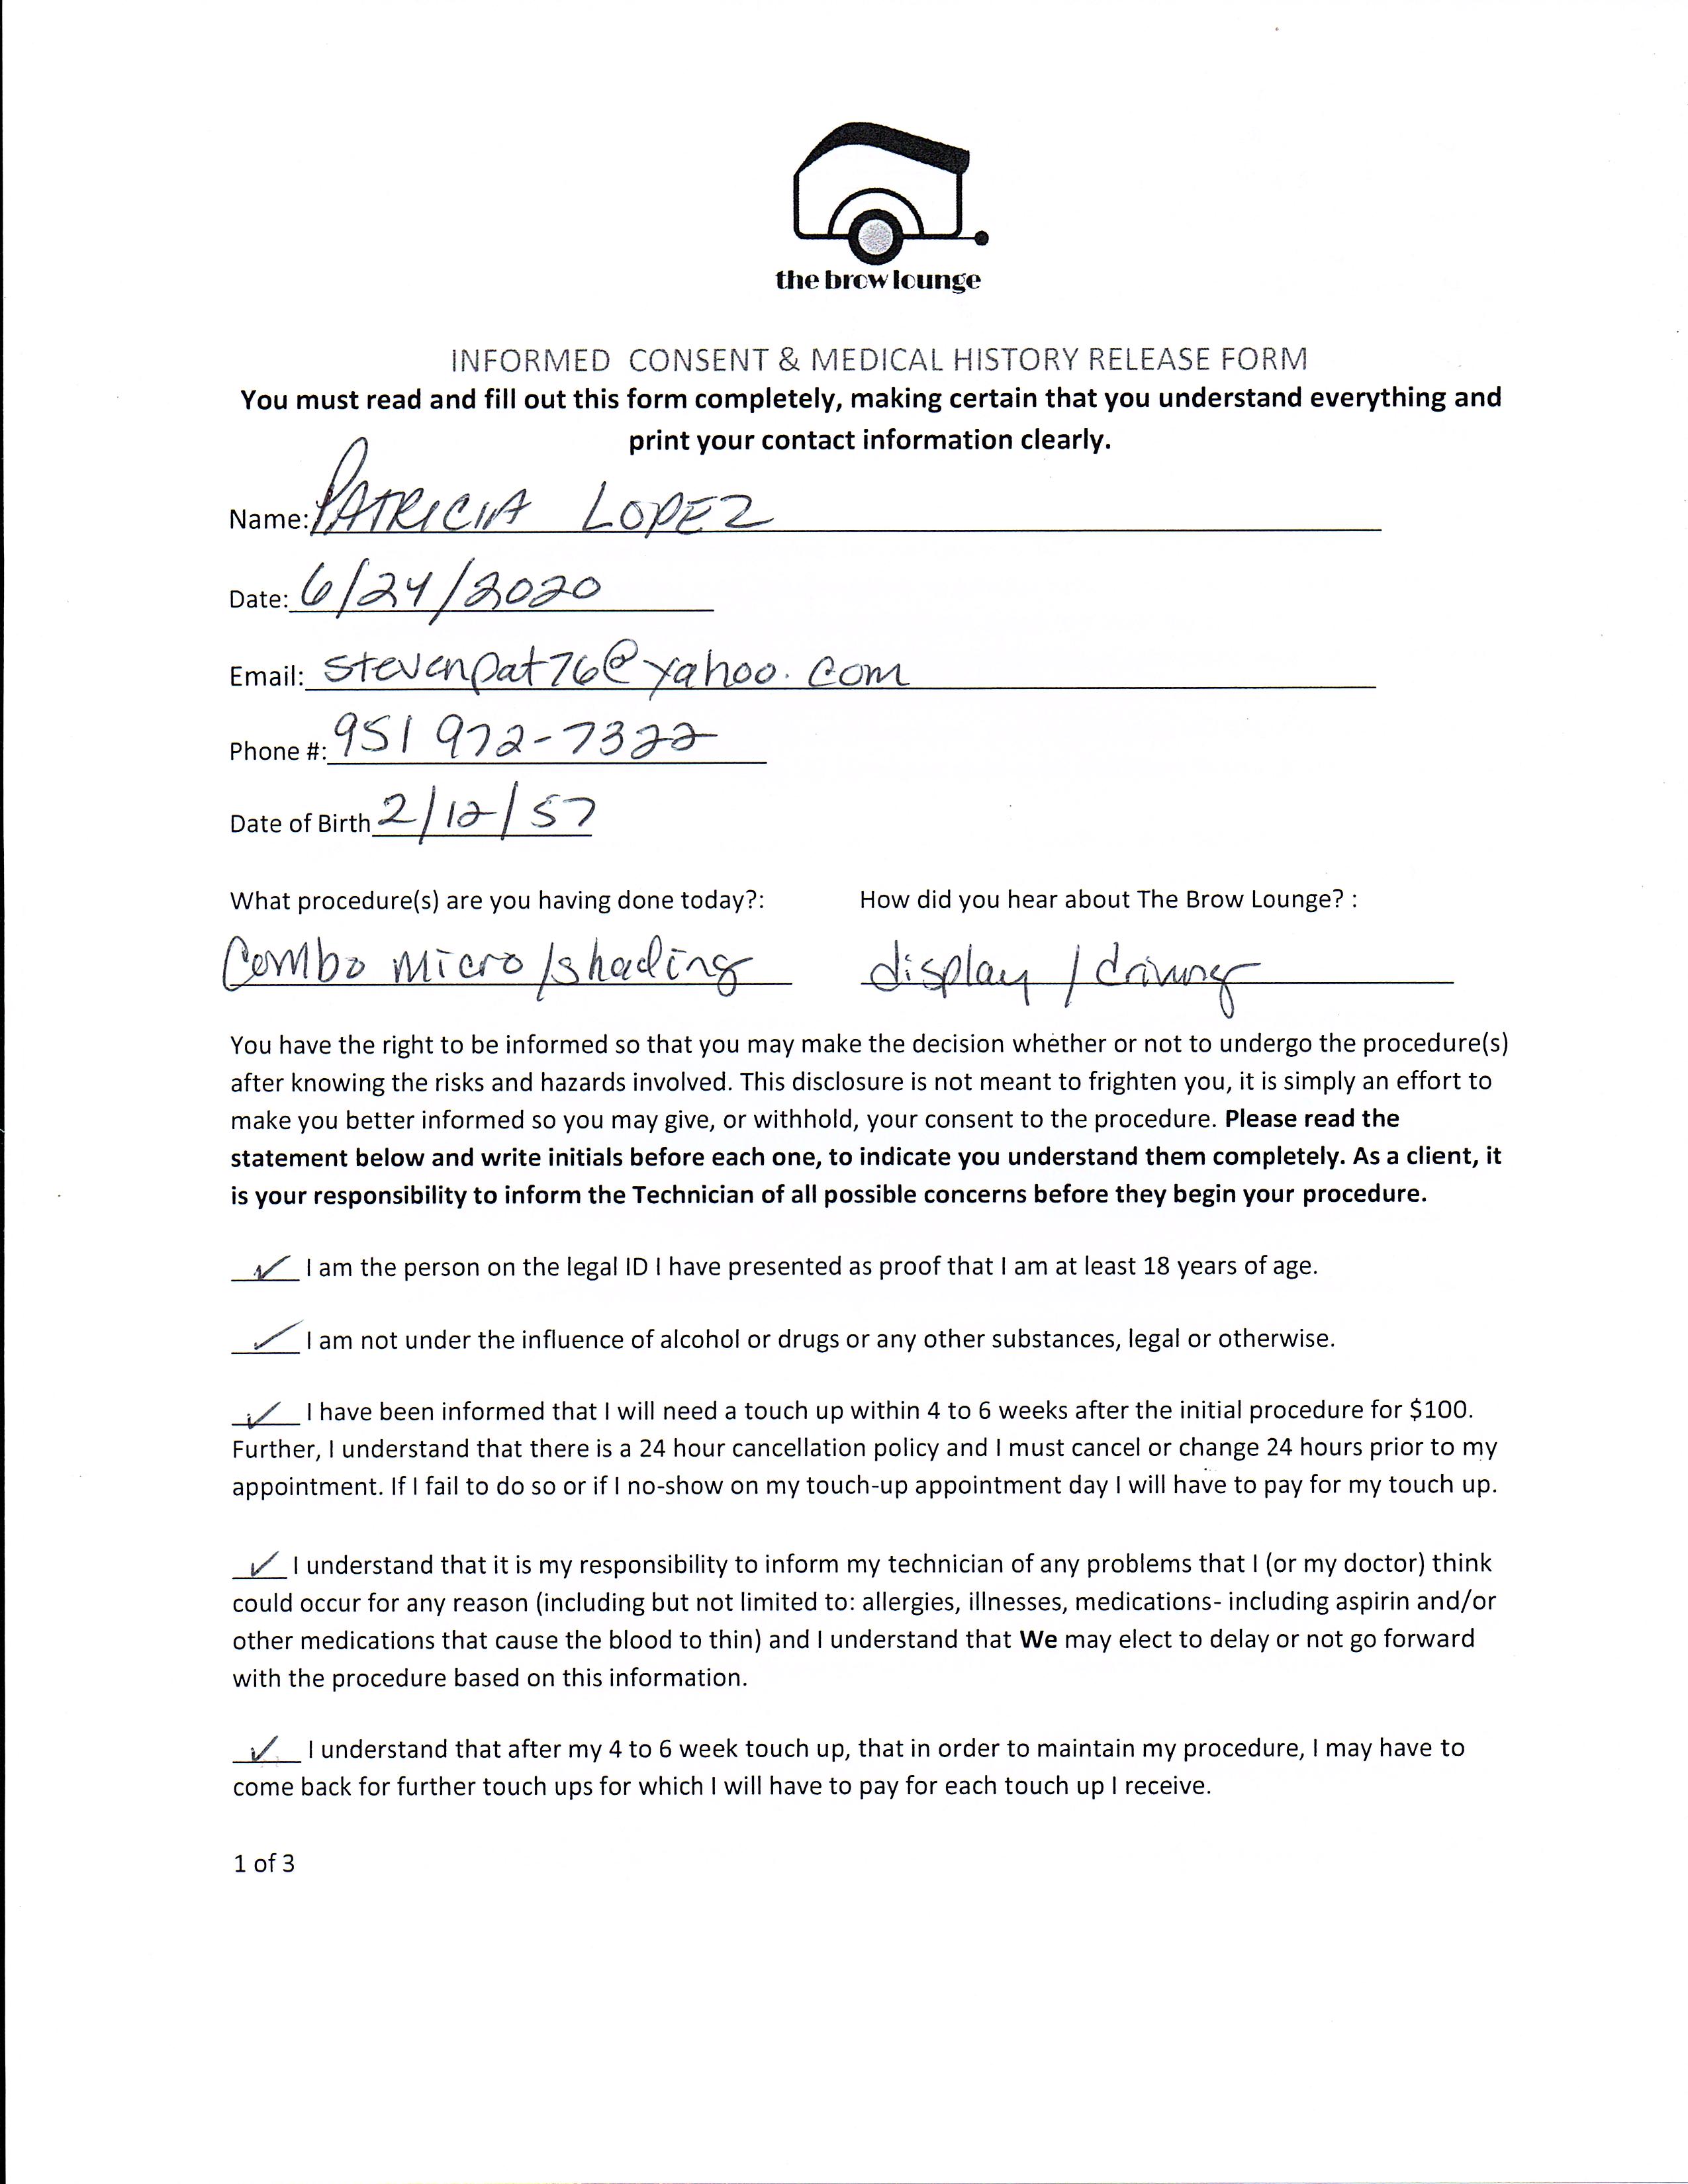 the brow lounge
INFORMED CONSENT & MEDICAL HISTORY RELEASE FORM
You must read and fill out this form completely, making certain that you understand everything and
print your contact information clearly.
Name: PATRICIA LOPEZ
Date: 6/24/2020
Email: stevenpat76@yahoo.com
Phone #: 951 972-7322
Date of Birth 2/12/57
What procedure(s) are you having done today?: How did you hear about The Brow Lounge? :
Combo micro/shading display / driving
You have the right to be informed so that you may make the decision whether or not to undergo the procedure(s)
after knowing the risks and hazards involved. This disclosure is not meant to frighten you, it is simply an effort to
make you better informed so you may give, or withhold, your consent to the procedure. Please read the
statement below and write initials before each one, to indicate you understand them completely. As a client, it
is your responsibility to inform the Technician of all possible concerns before they begin your procedure.
✓ I am the person on the legal ID I have presented as proof that I am at least 18 years of age.
✓ I am not under the influence of alcohol or drugs or any other substances, legal or otherwise.
✓ I have been informed that I will need a touch up within 4 to 6 weeks after the initial procedure for $100.
Further, I understand that there is a 24 hour cancellation policy and I must cancel or change 24 hours prior to my
appointment. If I fail to do so or if I no-show on my touch-up appointment day I will have to pay for my touch up.
✓ I understand that it is my responsibility to inform my technician of any problems that I (or my doctor) think
could occur for any reason (including but not limited to: allergies, illnesses, medications- including aspirin and/or
other medications that cause the blood to thin) and I understand that We may elect to delay or not go forward
with the procedure based on this information.
✓ I understand that after my 4 to 6 week touch up, that in order to maintain my procedure, I may have to
come back for further touch ups for which I will have to pay for each touch up I receive.
1 of 3